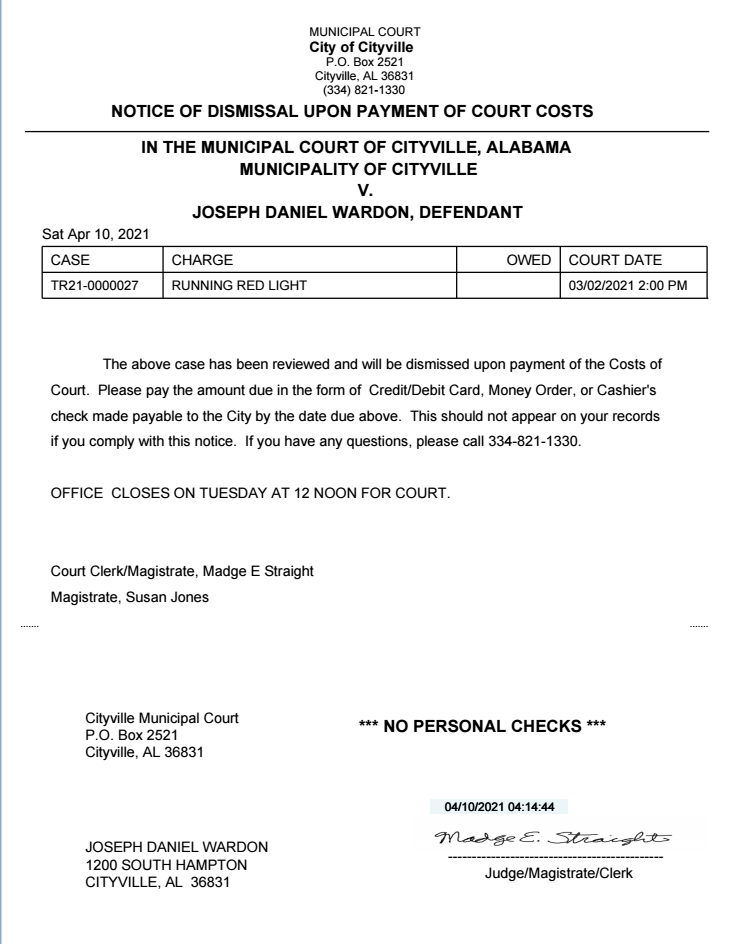 MUNICIPAL COURT
City of Cityville
P.O. Box 2521
Cityville, AL 36831
(334) 821-1330
NOTICE OF DISMISSAL UPON PAYMENT OF COURT COSTS
IN THE MUNICIPAL COURT OF CITYVILLE, ALABAMA
MUNICIPALITY OF CITYVILLE
V.
JOSEPH DANIEL WARDON, DEFENDANT
Sat Apr 10, 2021
CASE CHARGE OWED COURT DATE
TR21-0000027 RUNNING RED LIGHT 03/02/2021 2:00 PM
The above case has been reviewed and will be dismissed upon payment of the Costs of
Court. Please pay the amount due in the form of Credit/Debit Card, Money Order, or Cashier's
check made payable to the City by the date due above. This should not appear on your records
if you comply with this notice. If you have any questions, please call 334-821-1330.
OFFICE CLOSES ON TUESDAY AT 12 NOON FOR COURT.
Court Clerk/Magistrate, Madge E Straight
Magistrate, Susan Jones
Cityville Municipal Court
P.O. Box 2521
Cityville, AL 36831
*** NO PERSONAL CHECKS ***
04/10/2021 04:14:44
Madge E. Straight
Judge/Magistrate/Clerk
JOSEPH DANIEL WARDON
1200 SOUTH HAMPTON
CITYVILLE, AL 36831